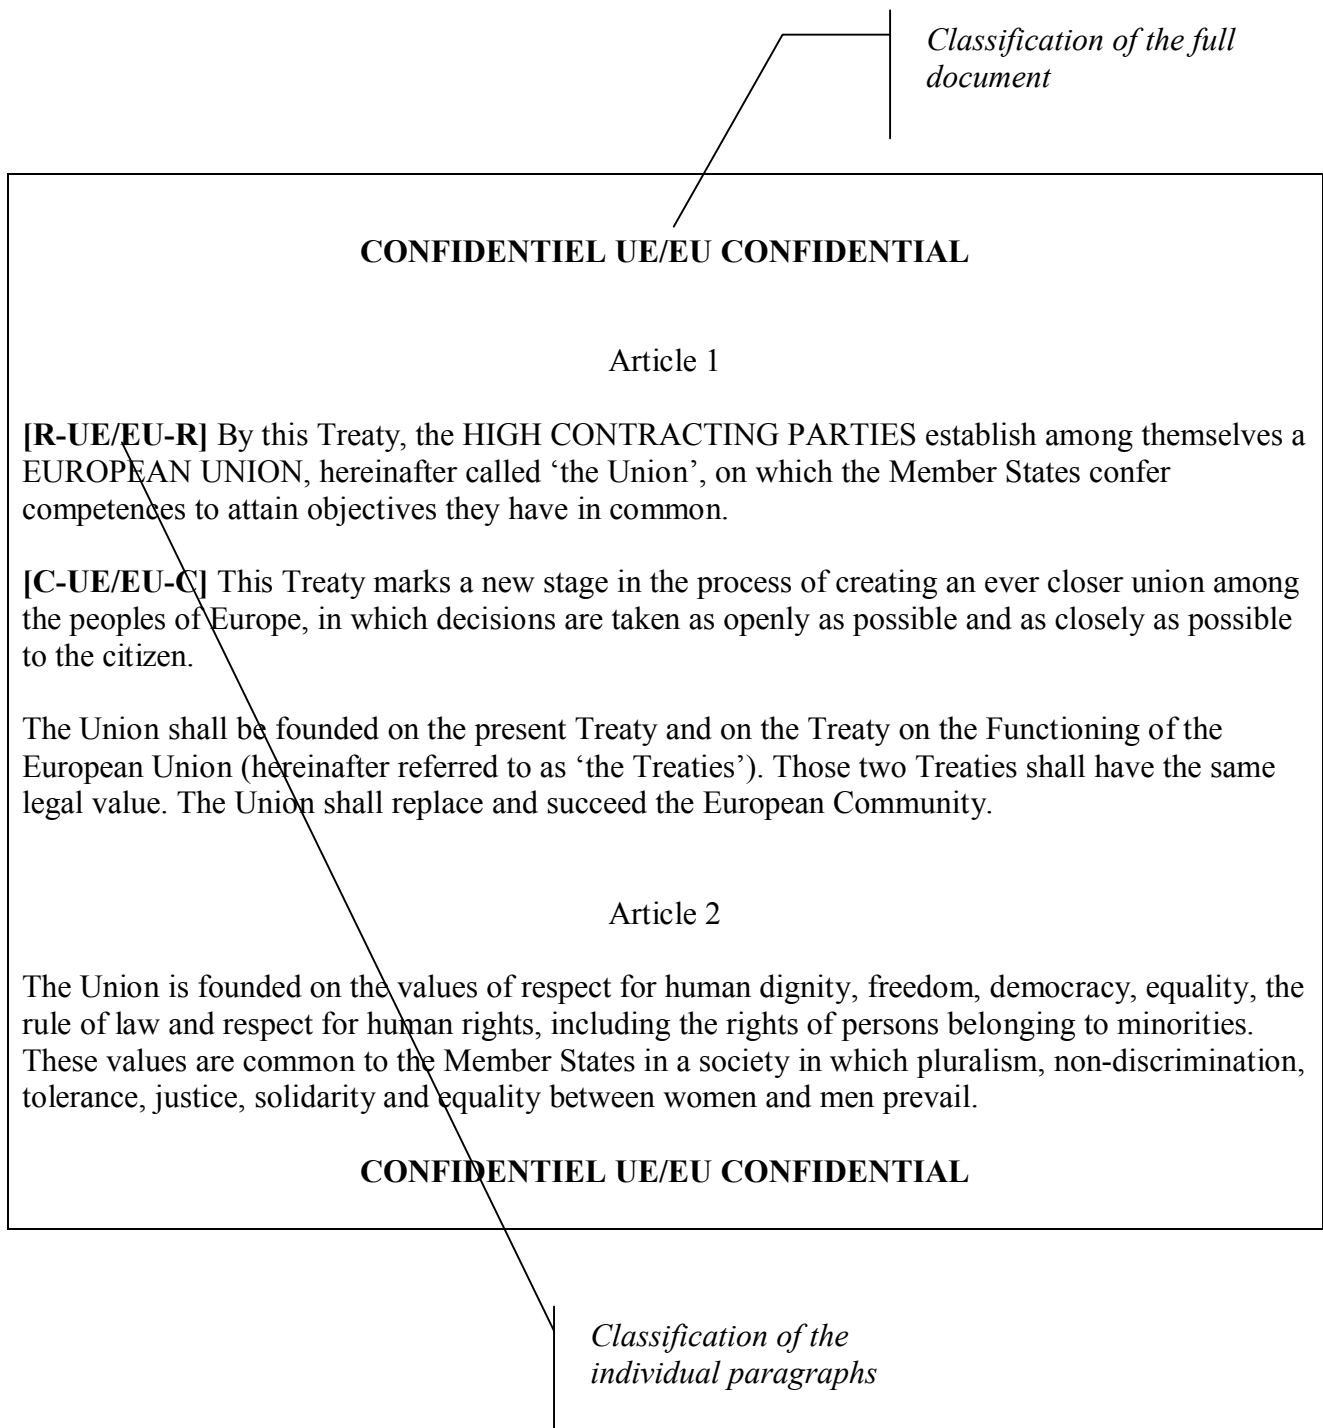 Classification of the full
document
CONFIDENTIEL UE/EU CONFIDENTIAL
Article 1
[R-UE/EU-R] By this Treaty, the HIGH CONTRACTING PARTIES establish among themselves a
EUROPEAN UNION, hereinafter called ‘the Union’, on which the Member States confer
competences to attain objectives they have in common.
[C-UE/EU-C] This Treaty marks a new stage in the process of creating an ever closer union among
the peoples of Europe, in which decisions are taken as openly as possible and as closely as possible
to the citizen.
The Union shall be founded on the present Treaty and on the Treaty on the Functioning of the
European Union (hereinafter referred to as ‘the Treaties’). Those two Treaties shall have the same
legal value. The Union shall replace and succeed the European Community.
Article 2
The Union is founded on the values of respect for human dignity, freedom, democracy, equality, the
rule of law and respect for human rights, including the rights of persons belonging to minorities.
These values are common to the Member States in a society in which pluralism, non-discrimination,
tolerance, justice, solidarity and equality between women and men prevail.
CONFIDENTIEL UE/EU CONFIDENTIAL
Classification of the
individual paragraphs